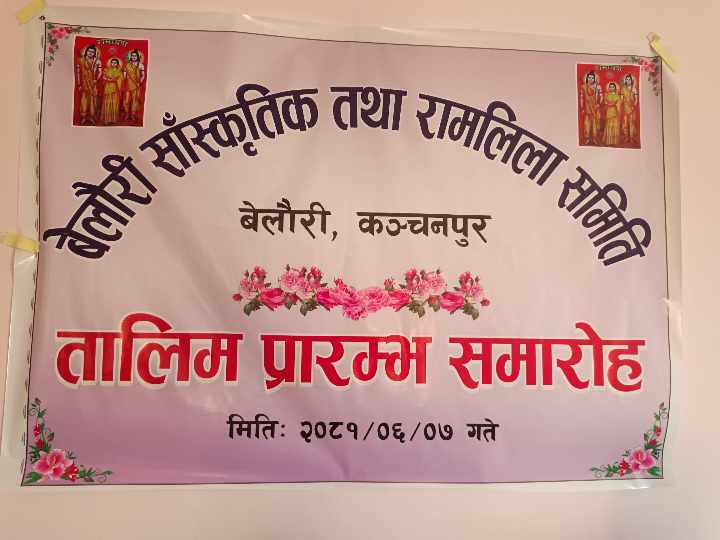 बेलौरी साँस्कृतिक तथा रामलिला समिति
बेलौरी, कञ्चनपुर
तालिम प्रारम्भ समारोह
मितिः २०८१/०६/०७ गते